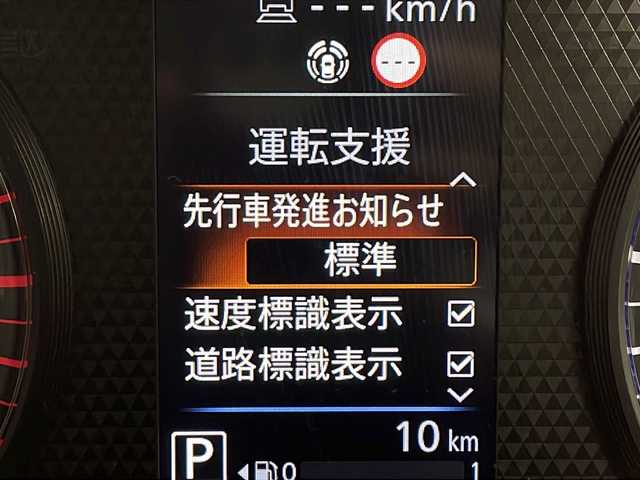 --- km/h
---
運転支援
先行車発進お知らせ
標準
速度標識表示
道路標識表示
10 km
P
0 1